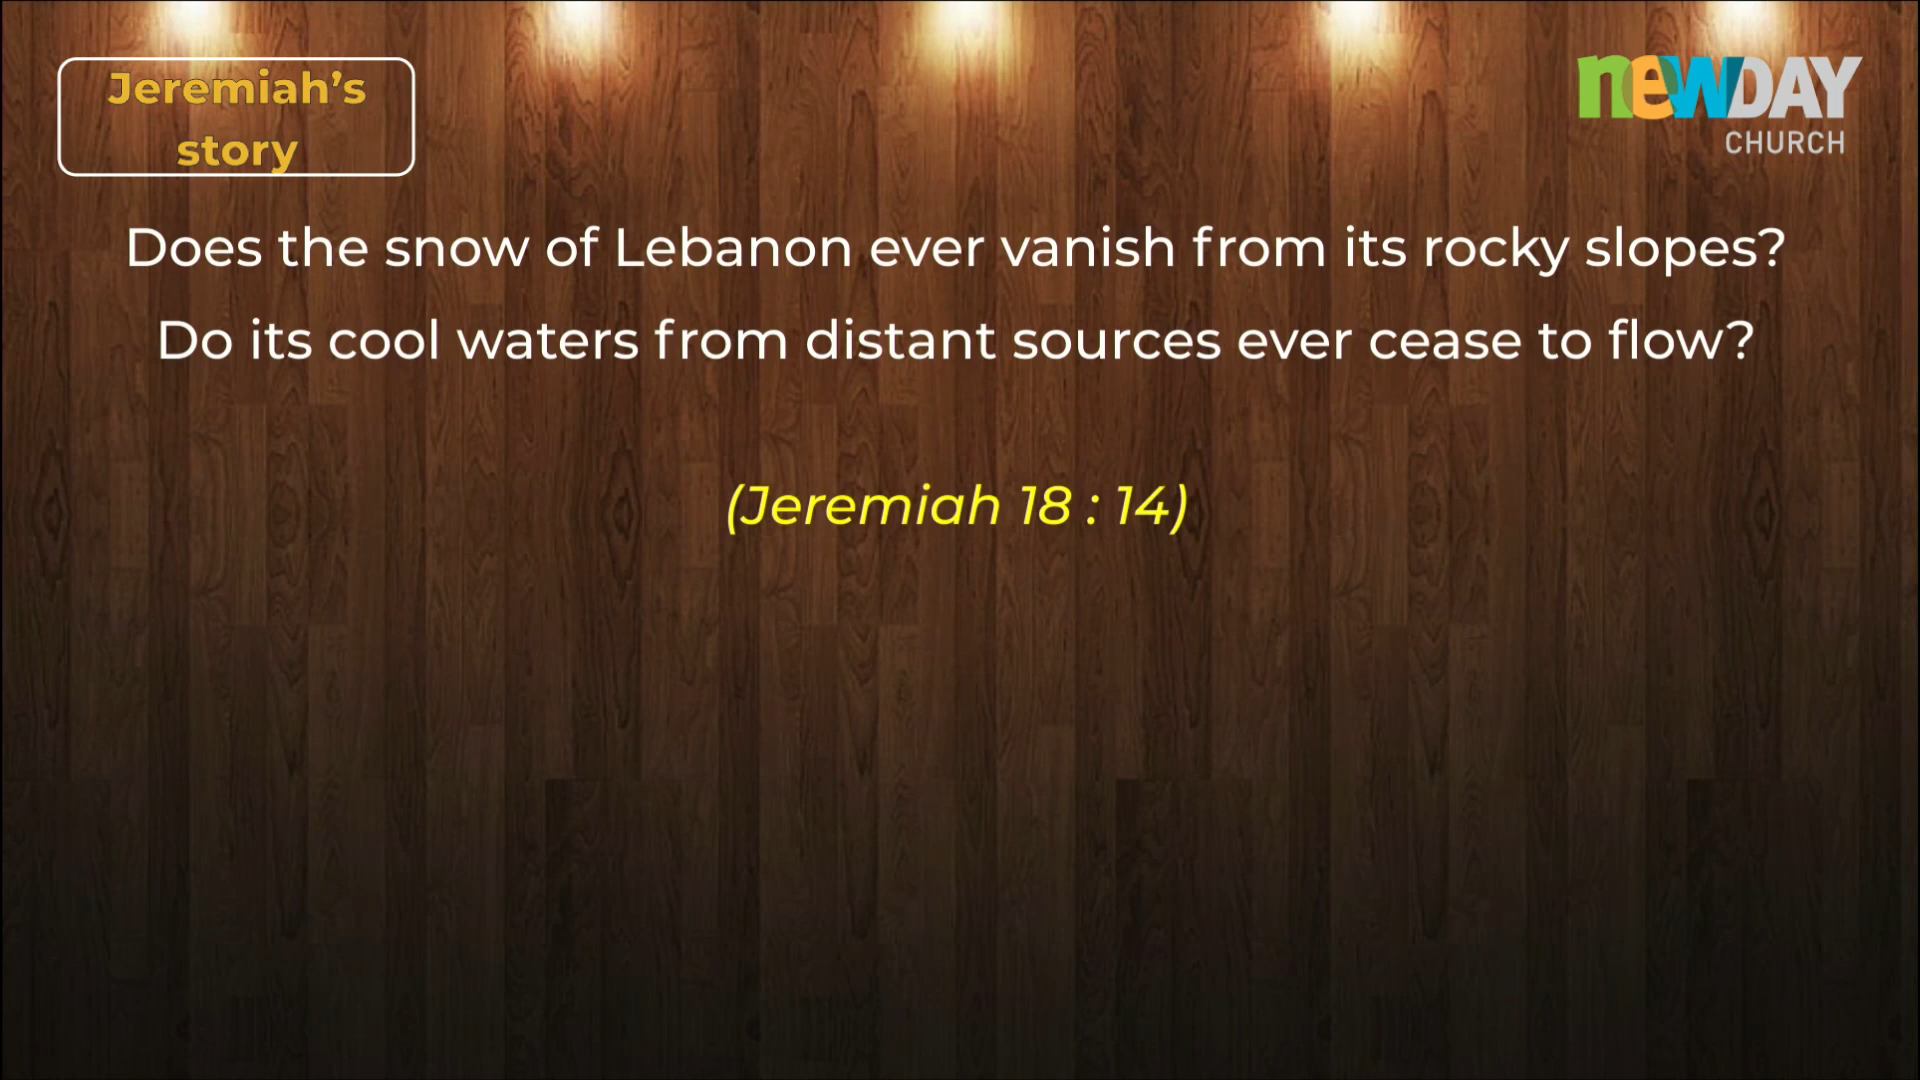 Jeremiah’s
story
newDAY
CHURCH
Does the snow of Lebanon ever vanish from its rocky slopes?
Do its cool waters from distant sources ever cease to flow?
(Jeremiah 18 : 14)